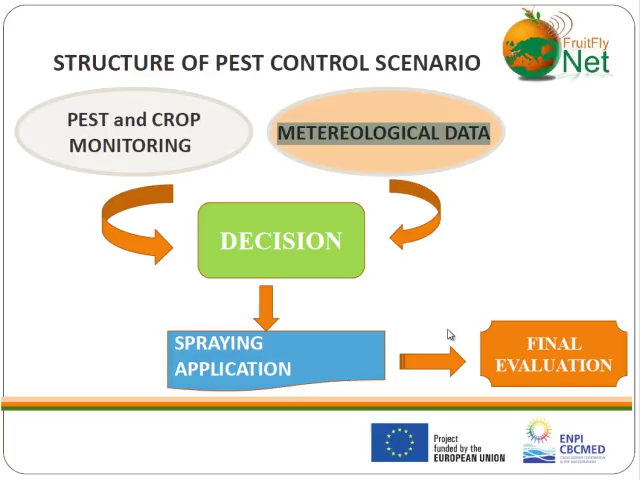 STRUCTURE OF PEST CONTROL SCENARIO
FruitFly
Net
PEST and CROP
MONITORING
METEREOLOGICAL DATA
DECISION
SPRAYING
APPLICATION
FINAL
EVALUATION
Project
funded by the
EUROPEAN UNION
ENPI
CBCMED